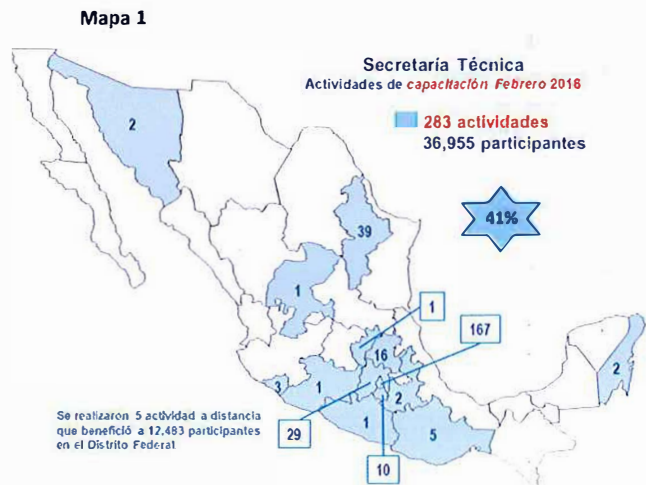 Mapa 1
Secretaría Técnica
Actividades de capacitación Febrero 2016
283 actividades
36,955 participantes
41%
2
39
1
1
167
16
3
1
2
2
1
5
29
10
Se realizaron 5 actividad a distancia
que benefició a 12,483 participantes
en el Distrito Federal